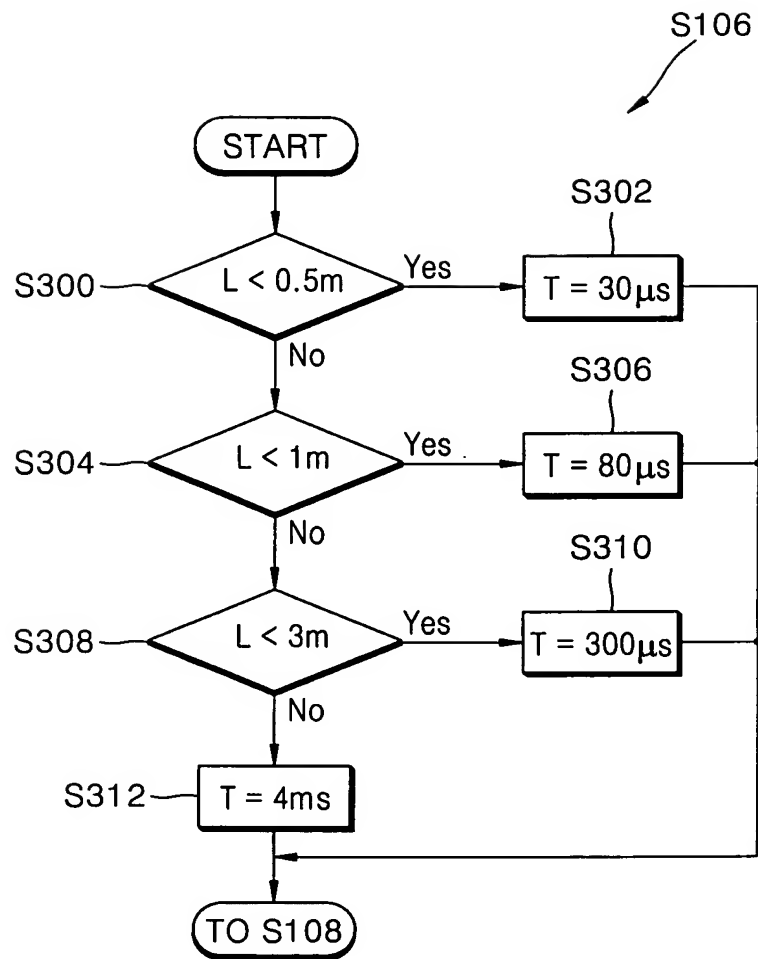 S106
START
S302
S300
L < 0.5m
Yes
T = 30μs
No
S306
S304
L < 1m
Yes
T = 80μs
No
S310
S308
L < 3m
Yes
T = 300μs
No
S312
T = 4ms
TO S108